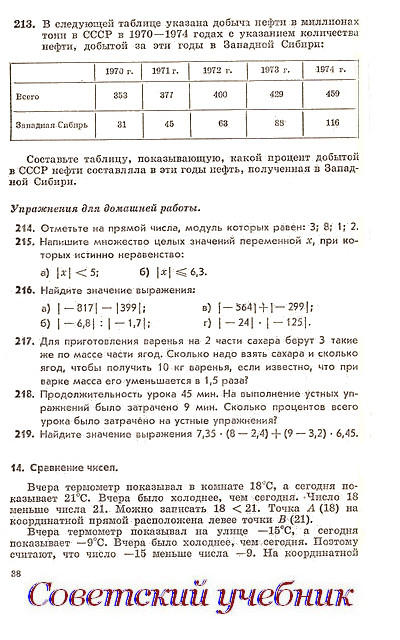 213. В следующей таблице указана добыча нефти в миллионах
тонн в СССР в 1970—1974 годах с указанием количества
нефти, добытой за эти годы в Западной Сибири:
1970 г. 1971 г. 1972 г. 1973 г. 1974 г.
Всего 353 377 400 429 459
Западная Сибирь 31 45 63 88 116
Составьте таблицу, показывающую, какой процент добытой
в СССР нефти составляла в эти годы нефть, полученная в Запад-
ной Сибири.
Упражнения для домашней работы.
214. Отметьте на прямой числа, модуль которых равен: 3; 8; 1; 2.
215. Напишите множество целых значений переменной x, при ко-
торых истинно неравенство:
а) |x| < 5; б) |x| ⩽ 6,3.
216. Найдите значение выражения:
а) |—817| — |399|; в) |—364|+|—299|;
б) |—6,8| : |—1,7|; г) |—24| · |—125|.
217. Для приготовления варенья на 2 части сахара берут 3 такие
же по массе части ягод. Сколько надо взять сахара и сколько
ягод, чтобы получить 10 кг варенья, если известно, что при
варке масса его уменьшается в 1,5 раза?
218. Продолжительность урока 45 мин. На выполнение устных уп-
ражнений было затрачено 9 мин. Сколько процентов всего
урока было затрачено на устные упражнения?
219. Найдите значение выражения 7,35 · (8 — 2,4) + (9 — 3,2) · 6,45.
14. Сравнение чисел.
Вчера термометр показывал в комнате 18°С, а сегодня по-
казывает 21°С. Вчера было холоднее, чем сегодня. Число 18
меньше числа 21. Можно записать 18 < 21. Точка A (18) на
координатной прямой расположена левее точки B (21).
Вчера термометр показывал на улице —15°С, а сегодня
показывает —9°С. Вчера было холоднее, чем сегодня. Поэтому
считают, что число —15 меньше числа —9. На координатной
38
Советский учебник